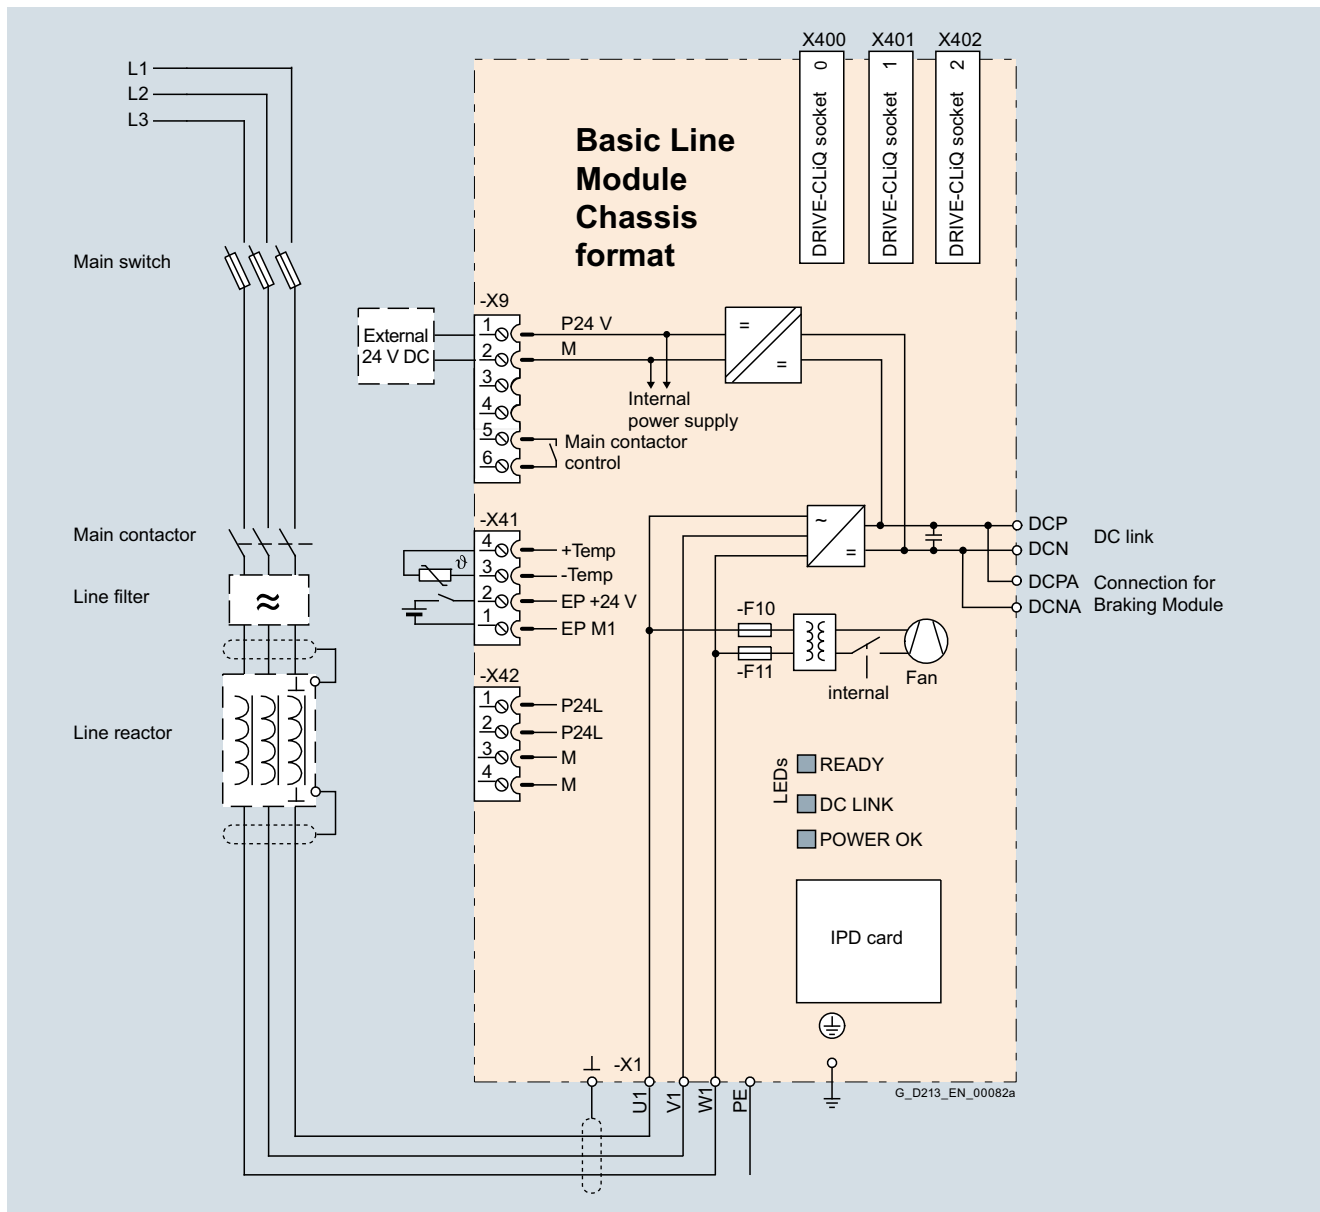 X400 X401 X402
L1
L2
L3
DRIVE-CLiQ socket 0
DRIVE-CLiQ socket 1
DRIVE-CLiQ socket 2
Basic Line
Module
Chassis
format
Main switch
-X9
External
24 V DC
1 P24 V
2 M
3
4
5
6
= =
Internal
power supply
Main contactor
control
Main contactor
-X41
4 +Temp
3 -Temp
2 EP +24 V
1 EP M1
ϑ
~ =
DCP
DCN
DC link
DCPA
DCNA
Connection for
Braking Module
Line filter
≈
-F10
-F11
internal
Fan
-X42
1 P24L
2 P24L
3 M
4 M
Line reactor
LEDs
READY
DC LINK
POWER OK
IPD card
-X1
U1
V1
W1
PE
G_D213_EN_00082a